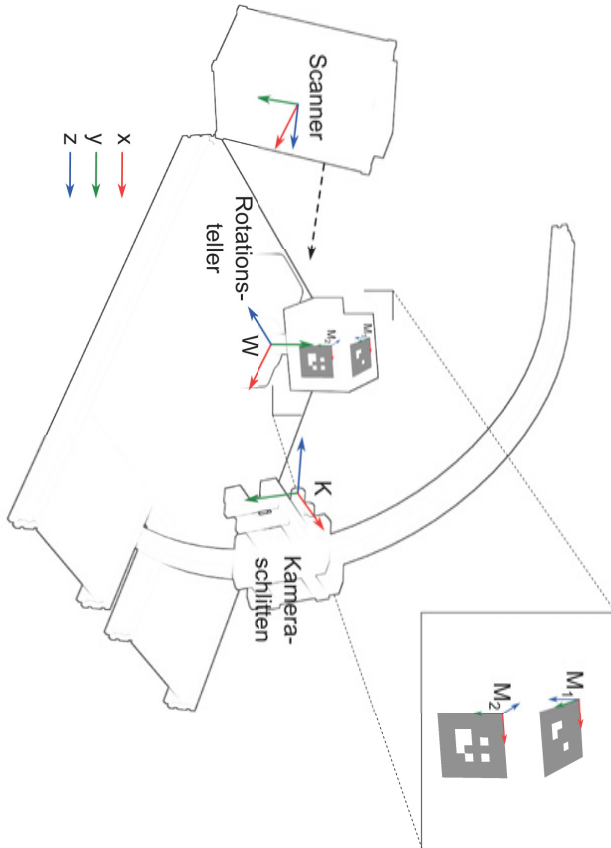 Scanner
Rotations-
teller
W
M₁
M₂
K
Kamera-
schlitten
x
y
z
M₁
M₂